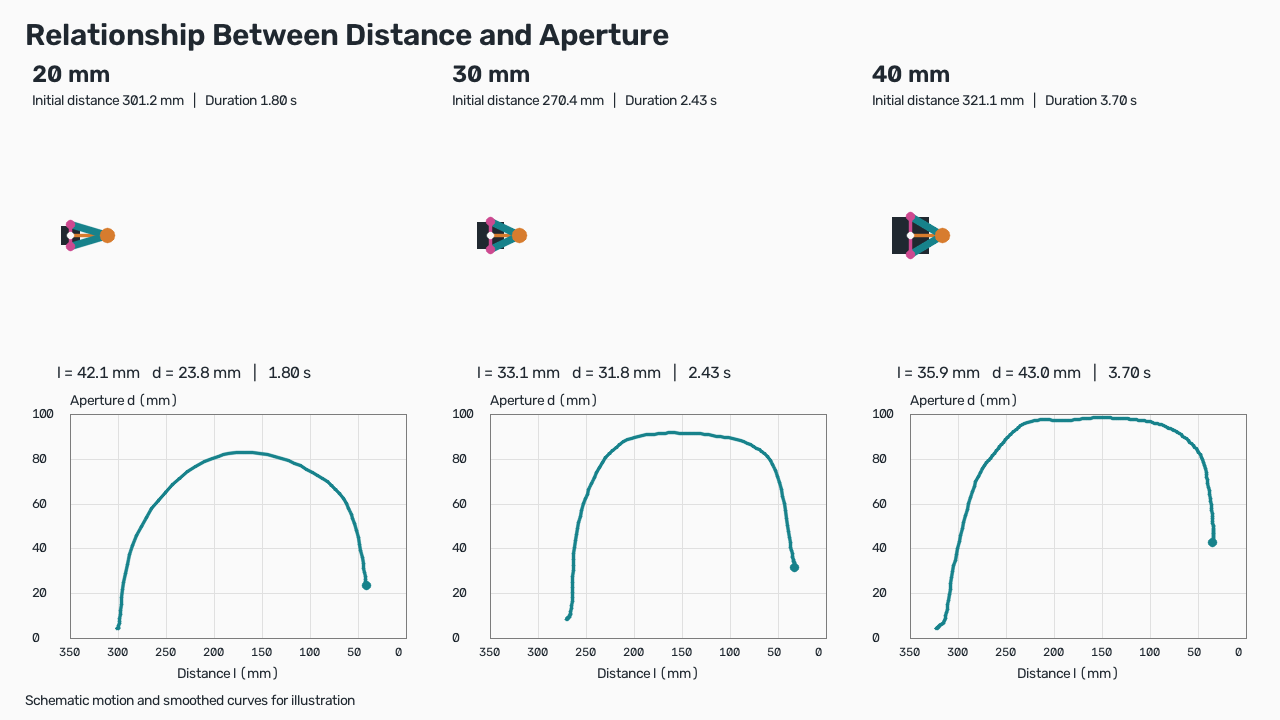 Relationship Between Distance and Aperture
20 mm
Initial distance 301.2 mm | Duration 1.80 s
30 mm
Initial distance 270.4 mm | Duration 2.43 s
40 mm
Initial distance 321.1 mm | Duration 3.70 s
l = 42.1 mm d = 23.8 mm | 1.80 s
l = 33.1 mm d = 31.8 mm | 2.43 s
l = 35.9 mm d = 43.0 mm | 3.70 s
Aperture d (mm)
100
80
60
40
20
0
350 300 250 200 150 100 50 0
Distance l (mm)
Aperture d (mm)
100
80
60
40
20
0
350 300 250 200 150 100 50 0
Distance l (mm)
Aperture d (mm)
100
80
60
40
20
0
350 300 250 200 150 100 50 0
Distance l (mm)
Schematic motion and smoothed curves for illustration